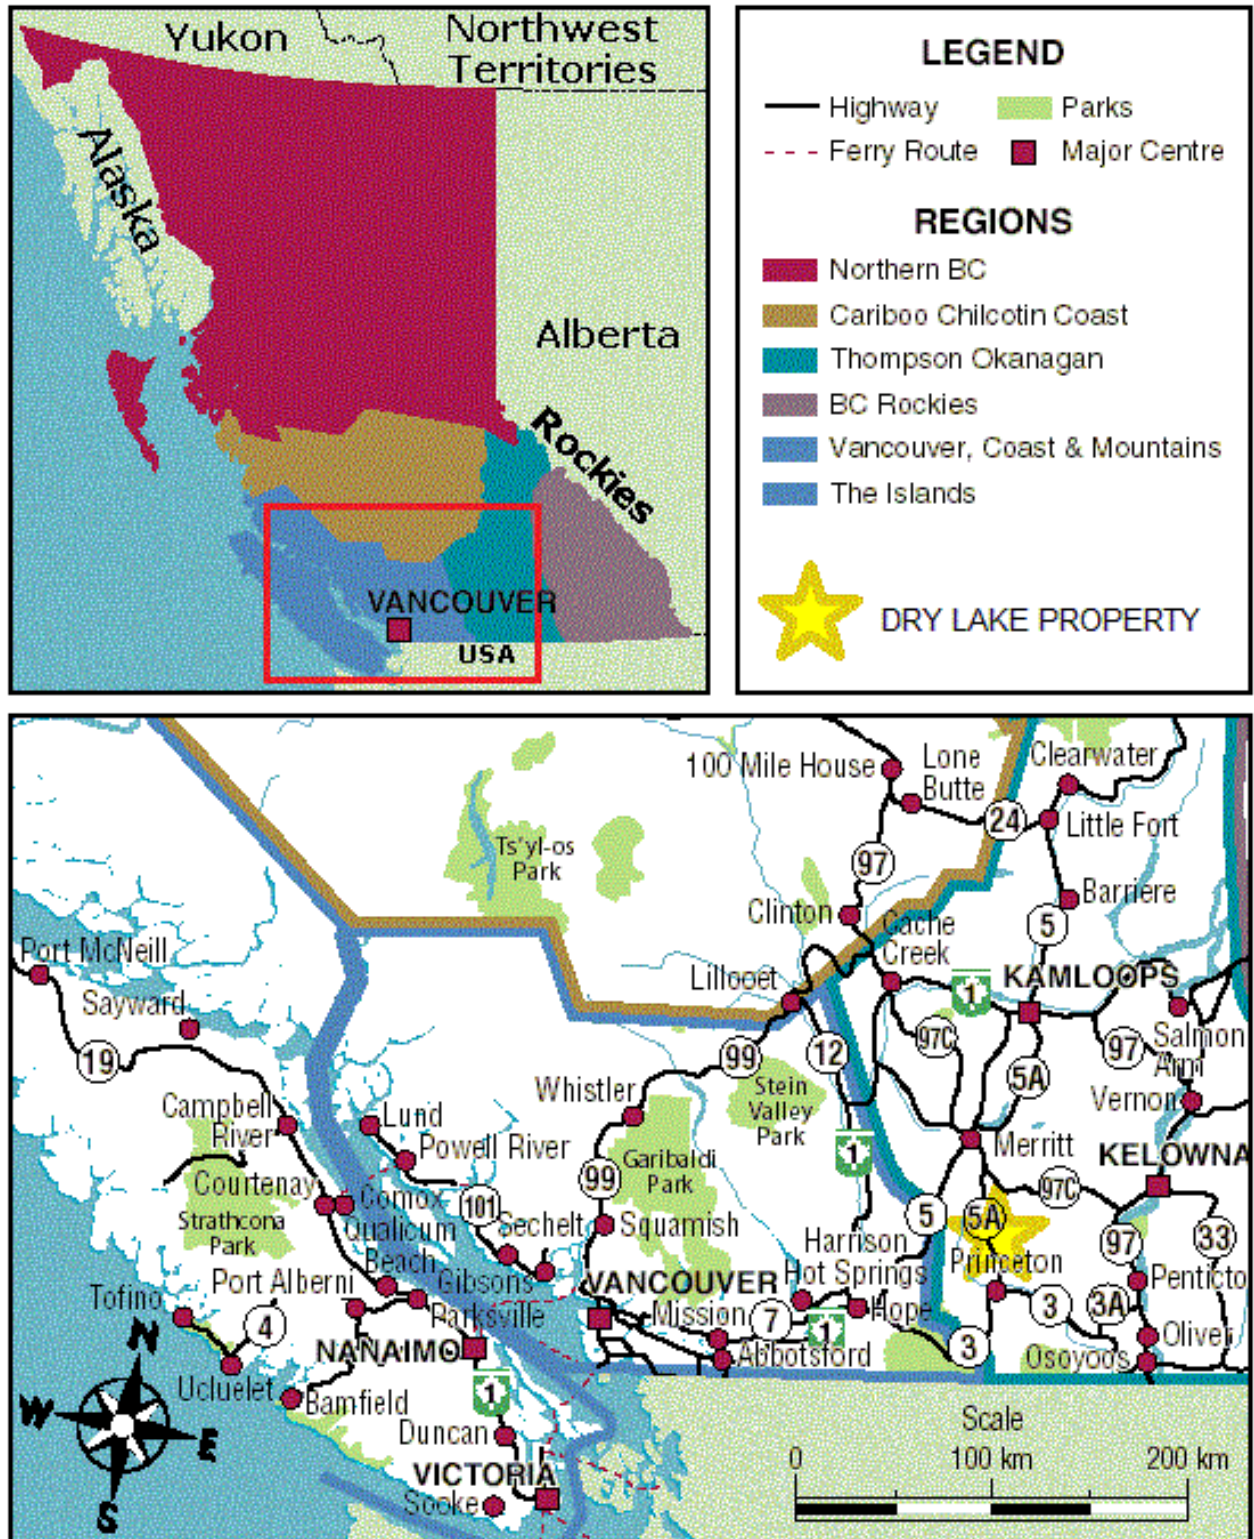 Yukon
Northwest
Territories
Alaska
Alberta
Rockies
VANCOUVER
USA
LEGEND
Highway
Parks
Ferry Route
Major Centre
REGIONS
Northern BC
Cariboo Chilcotin Coast
Thompson Okanagan
BC Rockies
Vancouver, Coast & Mountains
The Islands
DRY LAKE PROPERTY
100 Mile House
Lone
Butte
Clearwater
24
Little Fort
Ts'yl-os
Park
97
Barriere
Clinton
Cache
Creek
5
Port McNeill
Lillooet
1
KAMLOOPS
Sayward
19
99
12
97C
97
Salmon
Arm
5A
Stein
Valley
Park
Whistler
Vernon
Campbell
River
Lund
Powell River
1
Merritt
KELOWNA
Garibaldi
Park
99
97C
Courtenay
Comox
101
Strathcona
Park
Qualicum
Beach
Sechelt
Squamish
5
5A
97
33
Harrison
Hot Springs
Princeton
Port Alberni
Gibsons
VANCOUVER
Penticto
Tofino
4
Parksville
Mission
7
1
Hope
3
3A
Oliver
N
NANAIMO
Abbotsford
3
Osoyoos
Ucluelet
1
Bamfield
W
E
Duncan
Scale
0
100 km
200 km
VICTORIA
S
Sooke